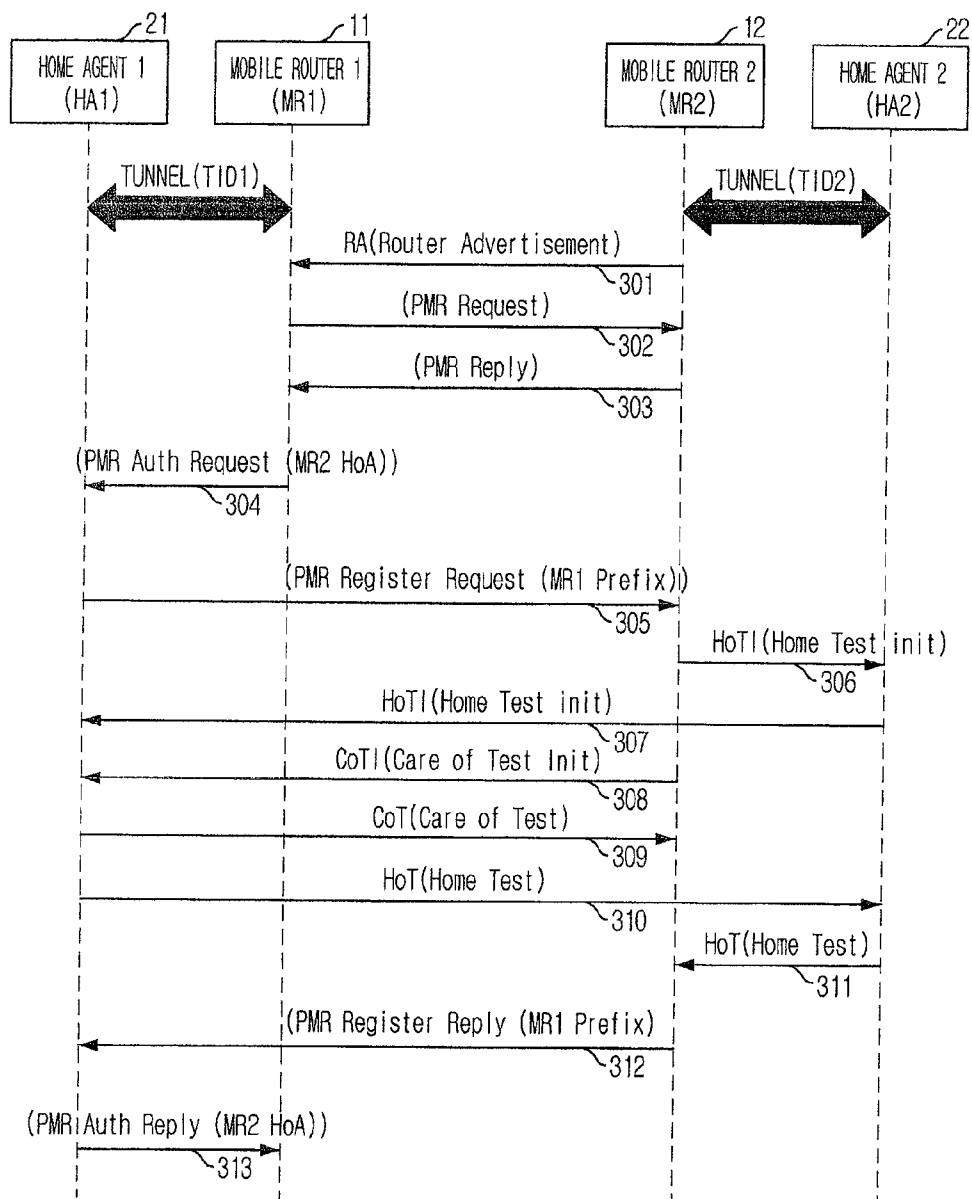 21
11
12
22
HOME AGENT 1
(HA1)
MOBILE ROUTER 1
(MR1)
MOBILE ROUTER 2
(MR2)
HOME AGENT 2
(HA2)
TUNNEL(TID1)
TUNNEL(TID2)
RA(Router Advertisement)
301
(PMR Request)
302
(PMR Reply)
303
(PMR Auth Request (MR2 HoA))
304
(PMR Register Request (MR1 Prefix))
305
HoTI(Home Test init)
306
HoTI(Home Test init)
307
CoTI(Care of Test Init)
308
CoT(Care of Test)
309
HoT(Home Test)
310
HoT(Home Test)
311
(PMR Register Reply (MR1 Prefix)
312
(PMR Auth Reply (MR2 HoA))
313